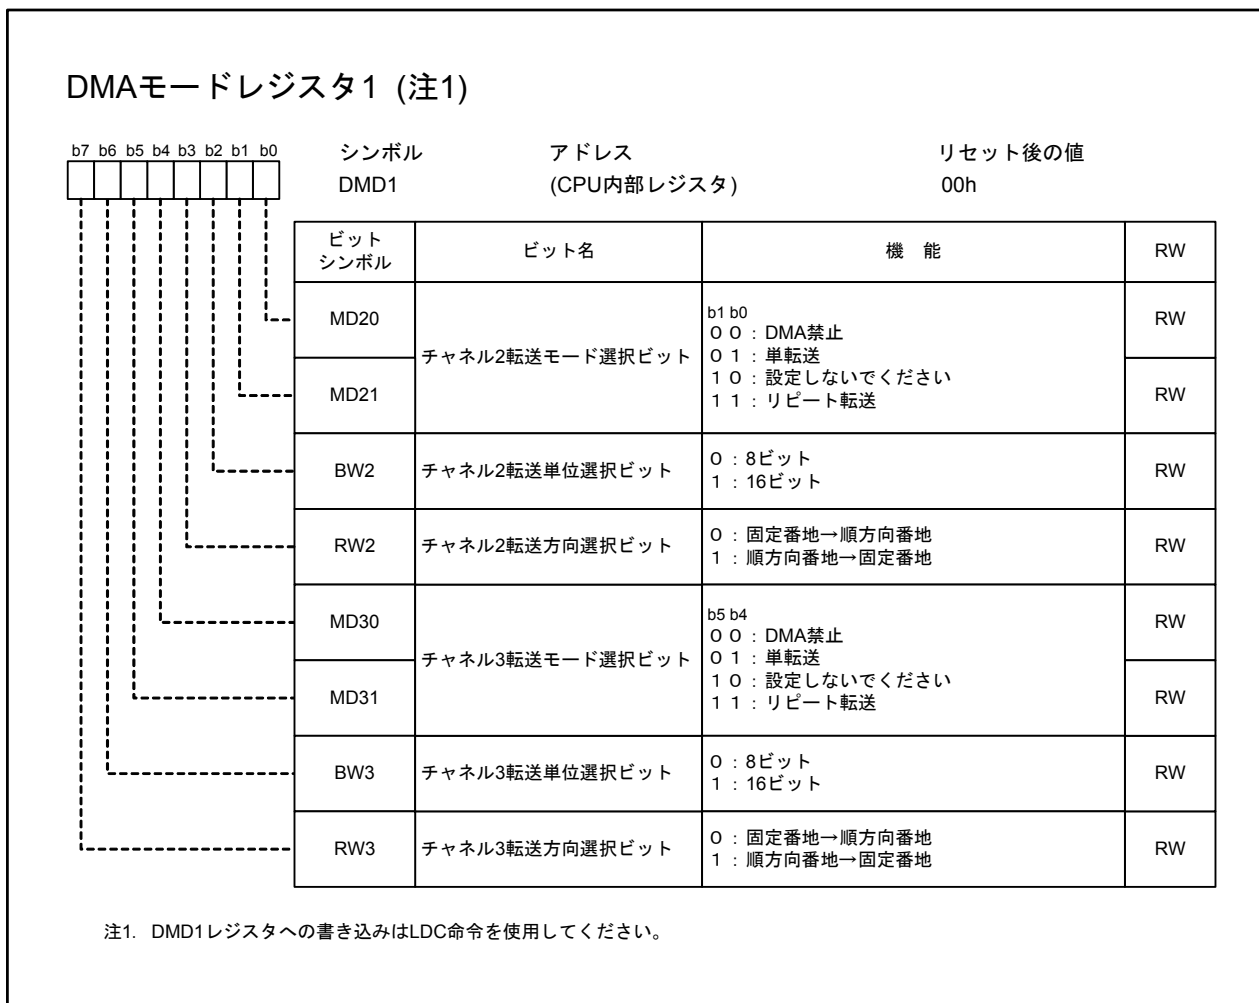 DMAモードレジスタ1 (注1)
b7 b6 b5 b4 b3 b2 b1 b0
シンボル アドレス リセット後の値
DMD1 (CPU内部レジスタ) 00h
ビット
シンボル
ビット名
機 能
RW
MD20
MD21
チャネル2転送モード選択ビット
b1 b0
0 0 : DMA禁止
0 1 : 単転送
1 0 : 設定しないでください
1 1 : リピート転送
RW
RW
BW2
チャネル2転送単位選択ビット
0 : 8ビット
1 : 16ビット
RW
RW2
チャネル2転送方向選択ビット
0 : 固定番地→順方向番地
1 : 順方向番地→固定番地
RW
MD30
MD31
チャネル3転送モード選択ビット
b5 b4
0 0 : DMA禁止
0 1 : 単転送
1 0 : 設定しないでください
1 1 : リピート転送
RW
RW
BW3
チャネル3転送単位選択ビット
0 : 8ビット
1 : 16ビット
RW
RW3
チャネル3転送方向選択ビット
0 : 固定番地→順方向番地
1 : 順方向番地→固定番地
RW
注1. DMD1レジスタへの書き込みはLDC命令を使用してください。